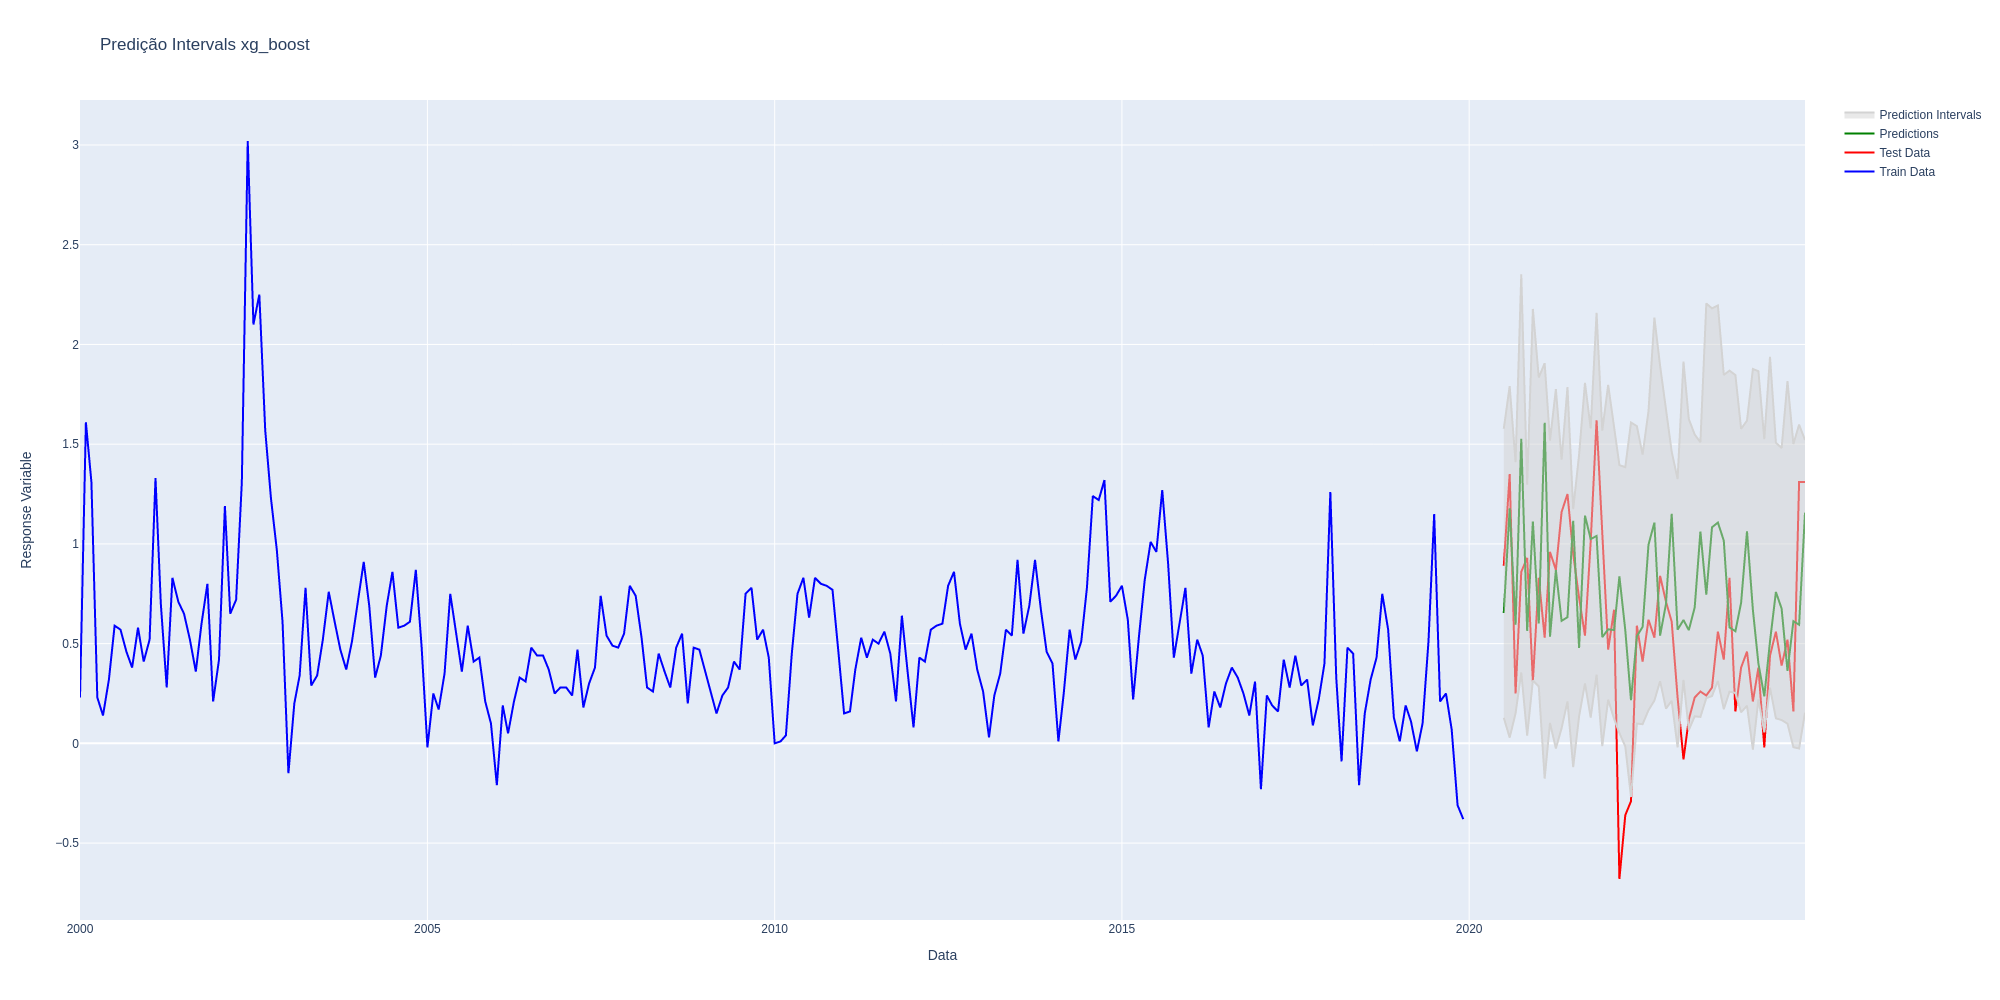 Predição Intervals xg_boost
Prediction Intervals
Predictions
Test Data
Train Data
Response Variable
3
2.5
2
1.5
1
0.5
0
−0.5
2000
2005
2010
2015
2020
Data